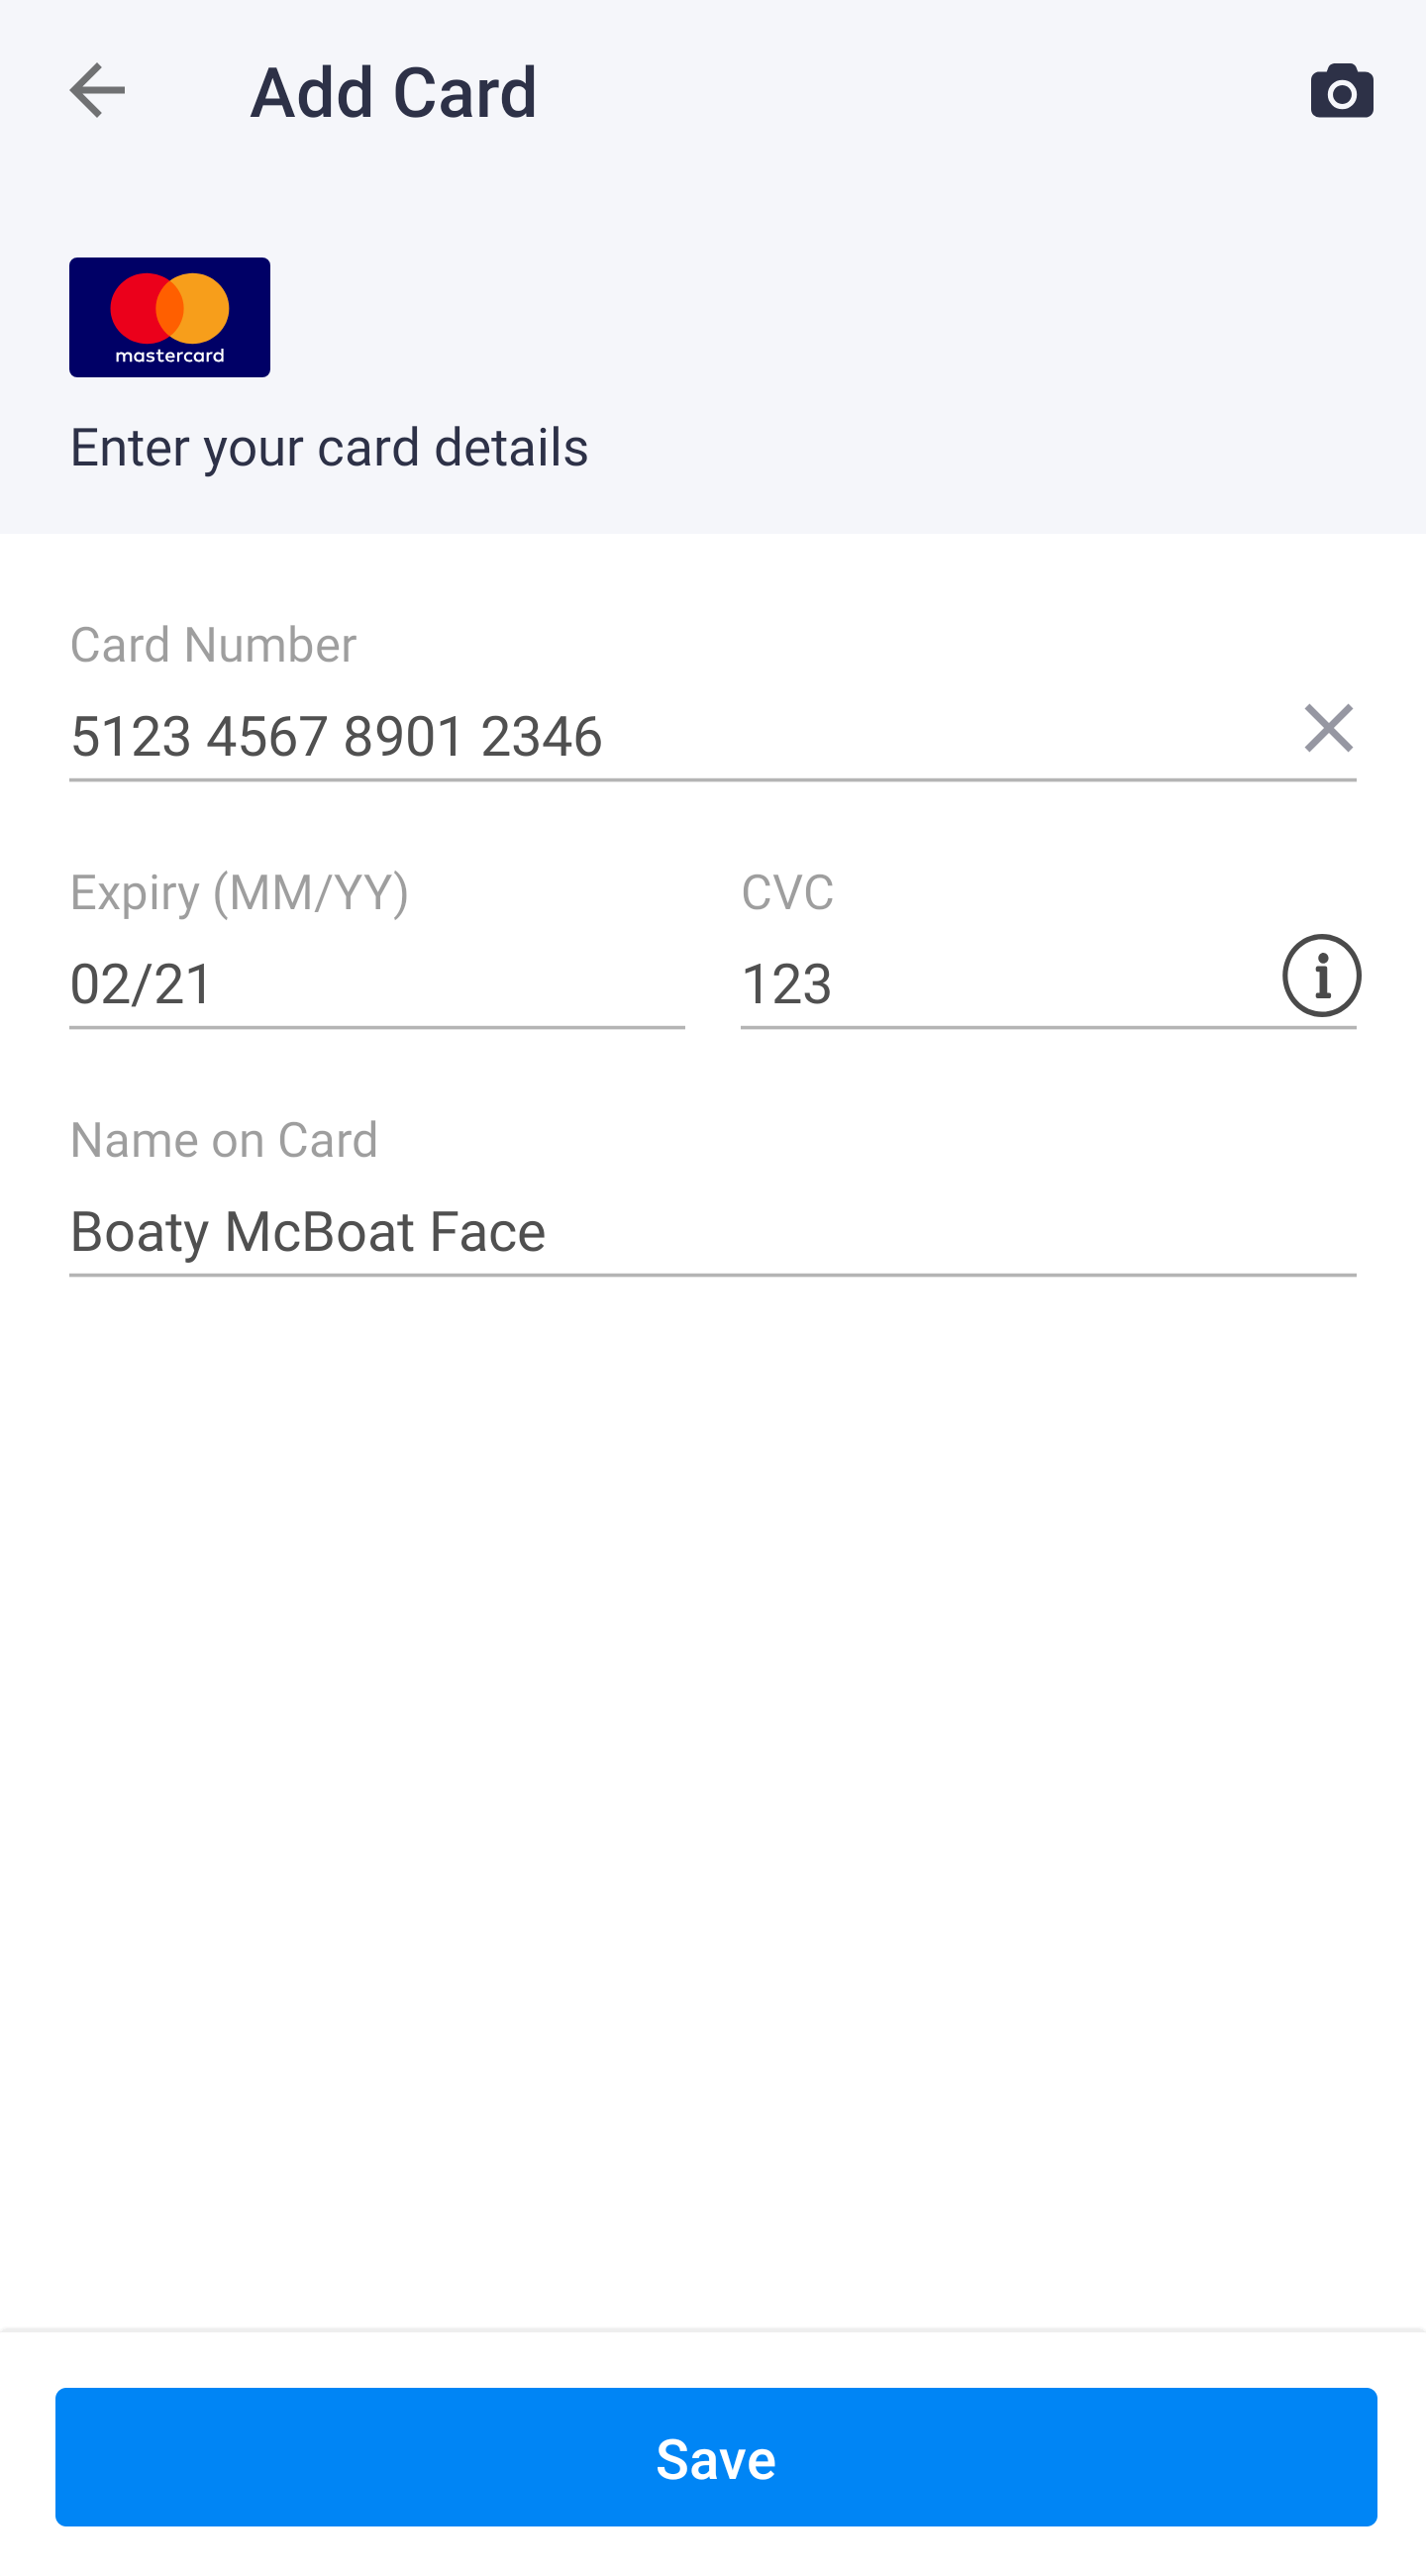 Add Card
mastercard
Enter your card details
Card Number
5123 4567 8901 2346
Expiry (MM/YY) CVC
02/21 123
Name on Card
Boaty McBoat Face
Save